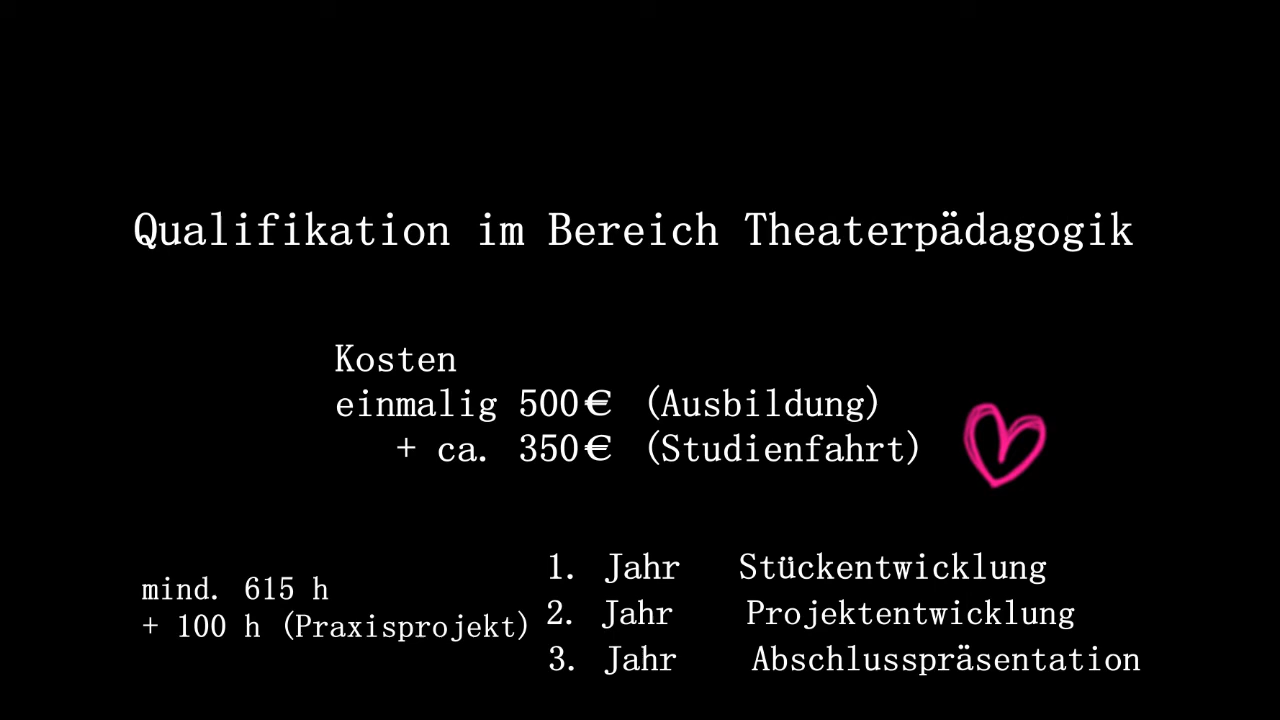 Qualifikation im Bereich Theaterpädagogik
Kosten
einmalig 500€ (Ausbildung)
+ ca. 350€ (Studienfahrt)
mind. 615 h
+ 100 h (Praxisprojekt)
1. Jahr Stückentwicklung
2. Jahr Projektentwicklung
3. Jahr Abschlusspräsentation